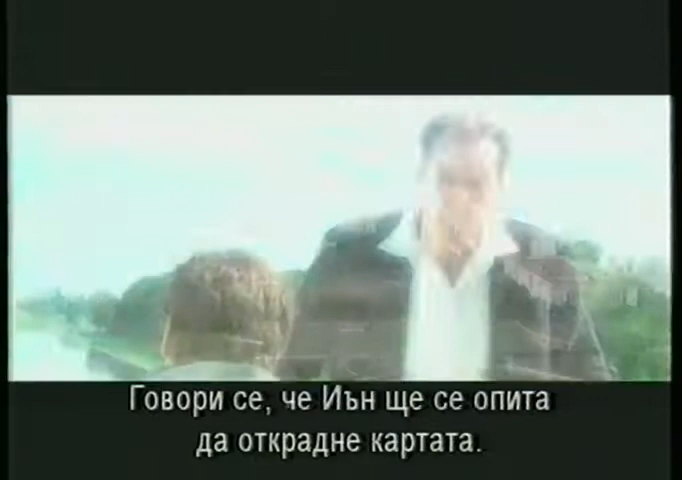 Говори се, че Иън ще се опита
да открадне картата.